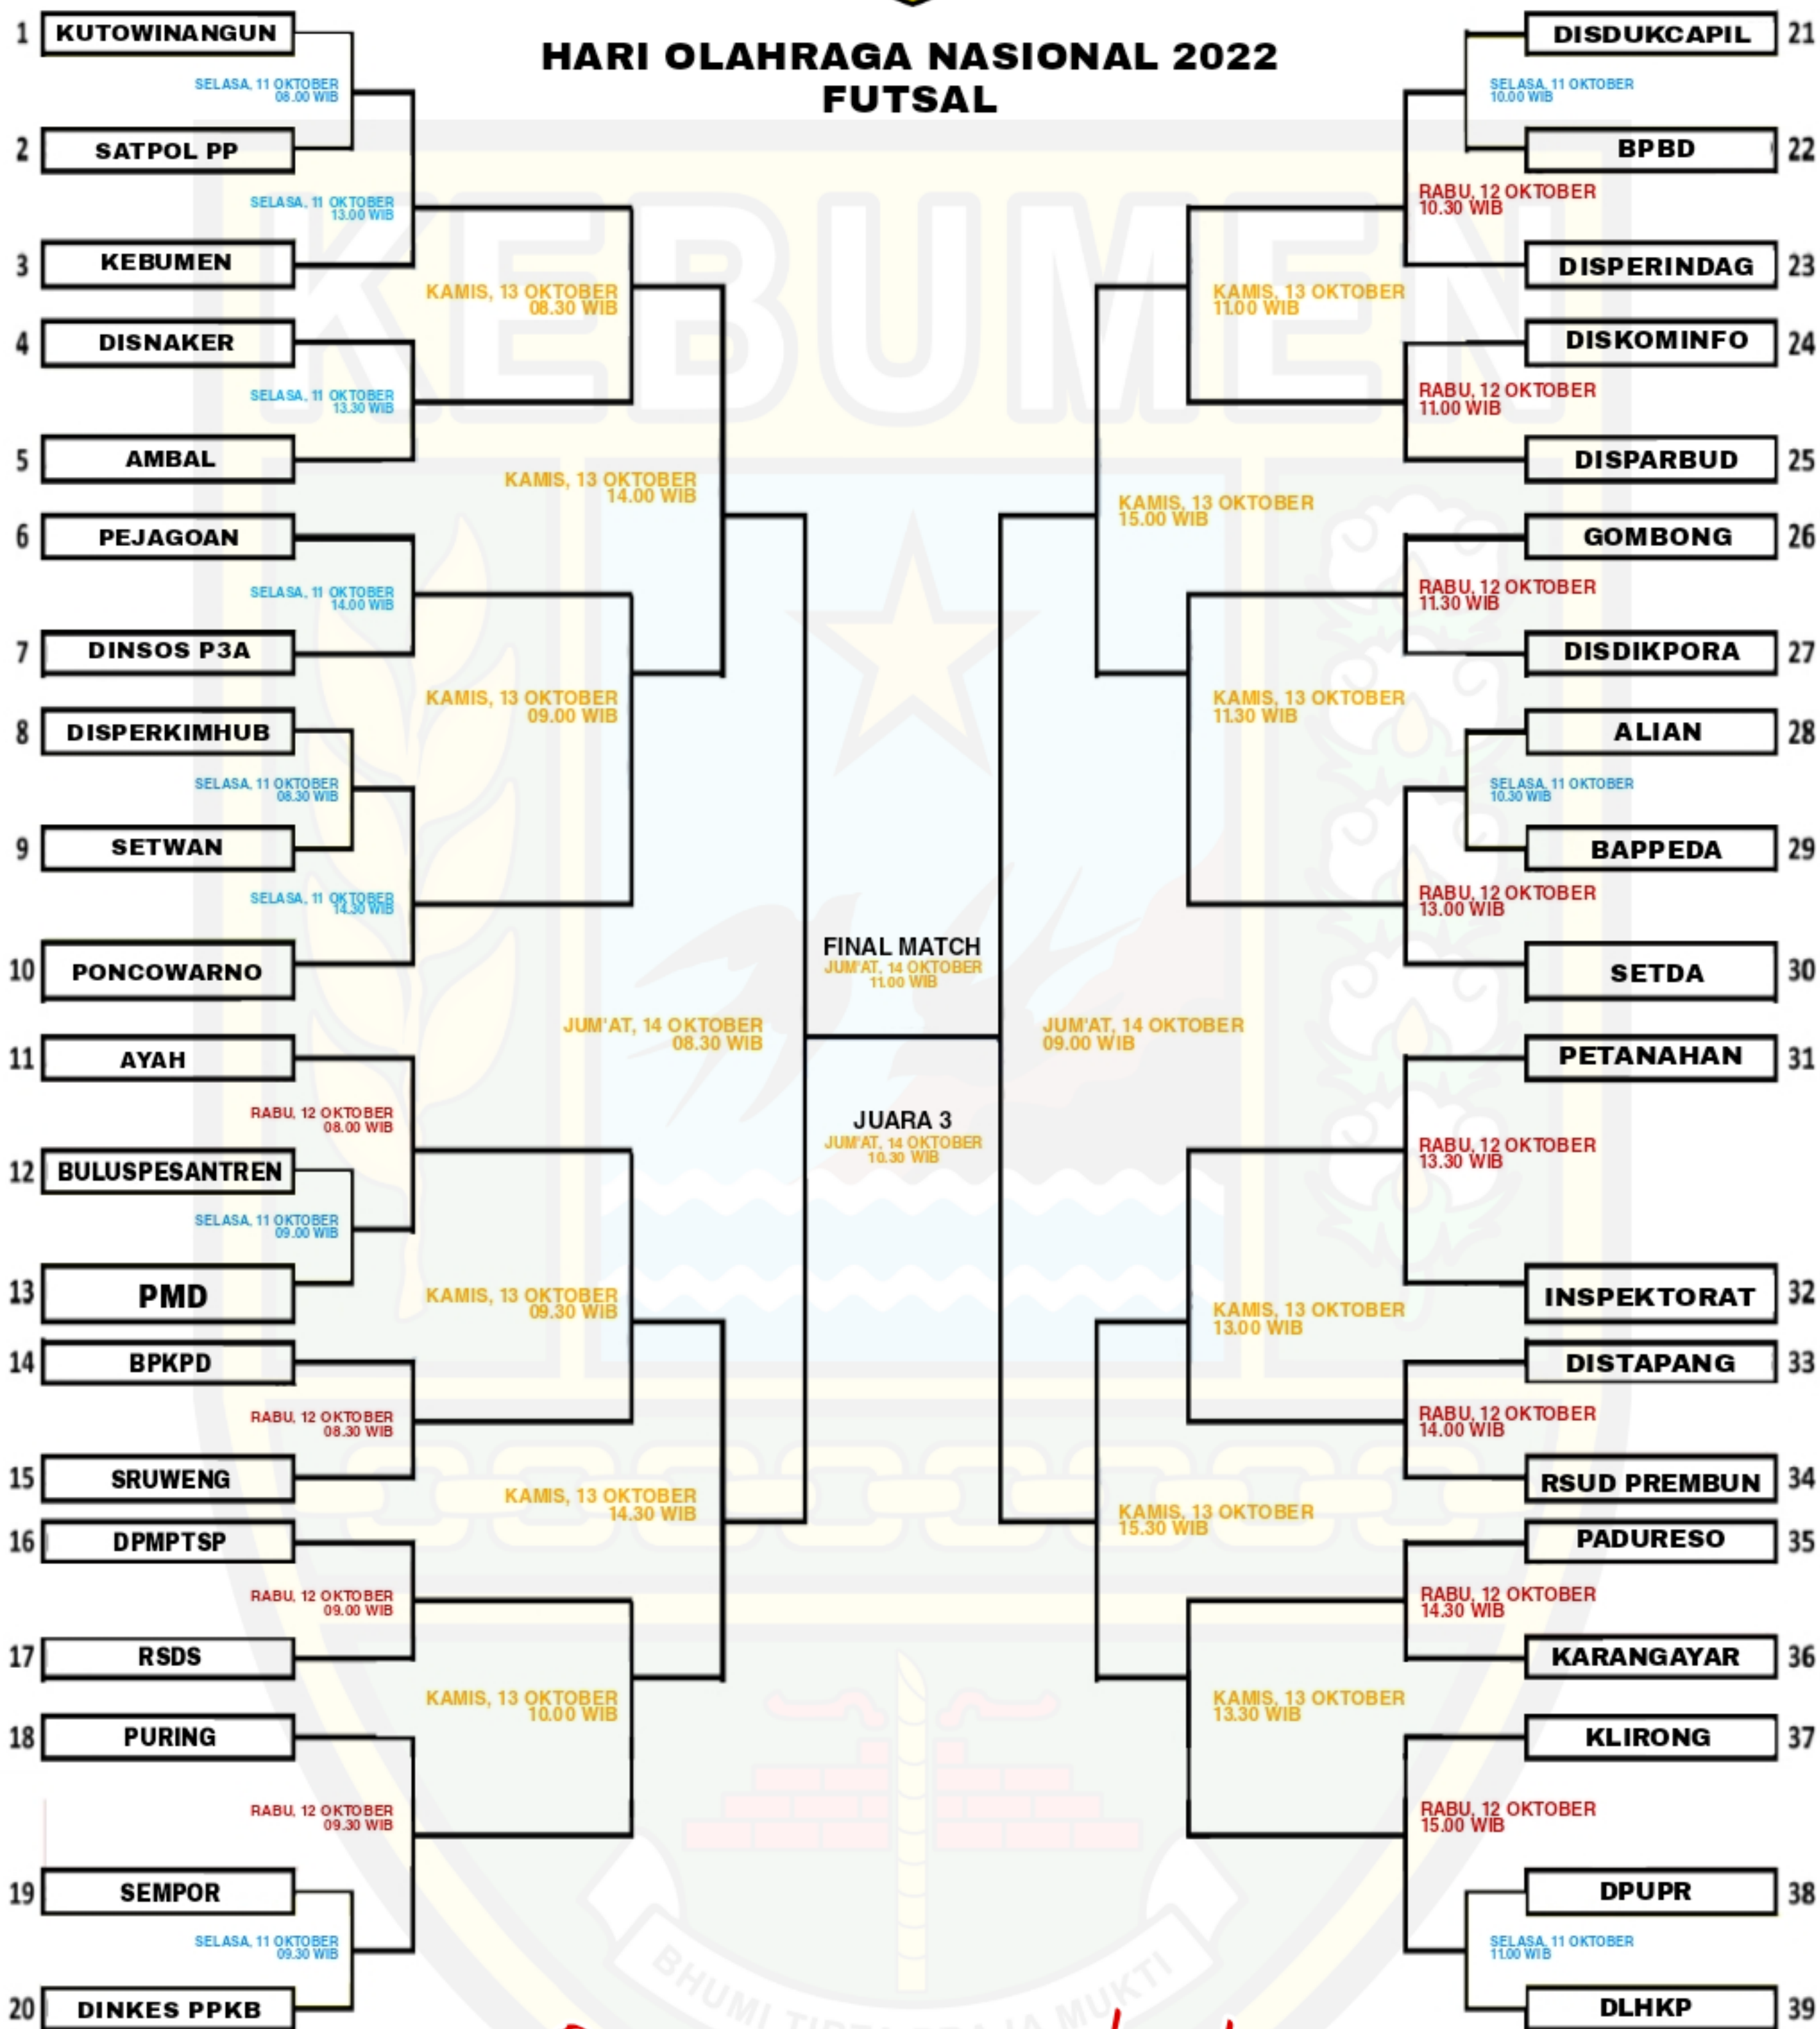 HARI OLAHRAGA NASIONAL 2022
FUTSAL
KEBUMEN
1 KUTOWINANGUN
SELASA, 11 OKTOBER
08.00 WIB
2 SATPOL PP
SELASA, 11 OKTOBER
13.00 WIB
3 KEBUMEN
KAMIS, 13 OKTOBER
08.30 WIB
4 DISNAKER
SELASA, 11 OKTOBER
13.30 WIB
5 AMBAL
KAMIS, 13 OKTOBER
14.00 WIB
6 PEJAGOAN
SELASA, 11 OKTOBER
14.00 WIB
7 DINSOS P3A
KAMIS, 13 OKTOBER
09.00 WIB
8 DISPERKIMHUB
SELASA, 11 OKTOBER
08.30 WIB
9 SETWAN
SELASA, 11 OKTOBER
14.30 WIB
10 PONCOWARNO
JUM'AT, 14 OKTOBER
08.30 WIB
11 AYAH
RABU, 12 OKTOBER
08.00 WIB
12 BULUSPESANTREN
SELASA, 11 OKTOBER
09.00 WIB
13 PMD
KAMIS, 13 OKTOBER
09.30 WIB
14 BPKPD
RABU, 12 OKTOBER
08.30 WIB
15 SRUWENG
KAMIS, 13 OKTOBER
14.30 WIB
16 DPMPTSP
RABU, 12 OKTOBER
09.00 WIB
17 RSDS
KAMIS, 13 OKTOBER
10.00 WIB
18 PURING
RABU, 12 OKTOBER
09.30 WIB
19 SEMPOR
SELASA, 11 OKTOBER
09.30 WIB
20 DINKES PPKB
FINAL MATCH
JUM'AT, 14 OKTOBER
11.00 WIB
JUARA 3
JUM'AT, 14 OKTOBER
10.30 WIB
DISDUKCAPIL 21
SELASA, 11 OKTOBER
10.00 WIB
BPBD 22
RABU, 12 OKTOBER
10.30 WIB
DISPERINDAG 23
KAMIS, 13 OKTOBER
11.00 WIB
DISKOMINFO 24
RABU, 12 OKTOBER
11.00 WIB
DISPARBUD 25
KAMIS, 13 OKTOBER
15.00 WIB
GOMBONG 26
RABU, 12 OKTOBER
11.30 WIB
DISDIKPORA 27
KAMIS, 13 OKTOBER
11.30 WIB
ALIAN 28
SELASA, 11 OKTOBER
10.30 WIB
BAPPEDA 29
RABU, 12 OKTOBER
13.00 WIB
SETDA 30
JUM'AT, 14 OKTOBER
09.00 WIB
PETANAHAN 31
RABU, 12 OKTOBER
13.30 WIB
INSPEKTORAT 32
KAMIS, 13 OKTOBER
13.00 WIB
DISTAPANG 33
RABU, 12 OKTOBER
14.00 WIB
RSUD PREMBUN 34
KAMIS, 13 OKTOBER
15.30 WIB
PADURESO 35
RABU, 12 OKTOBER
14.30 WIB
KARANGAYAR 36
KAMIS, 13 OKTOBER
13.30 WIB
KLIRONG 37
RABU, 12 OKTOBER
15.00 WIB
DPUPR 38
SELASA, 11 OKTOBER
11.00 WIB
DLHKP 39
BHUMI MUKTI